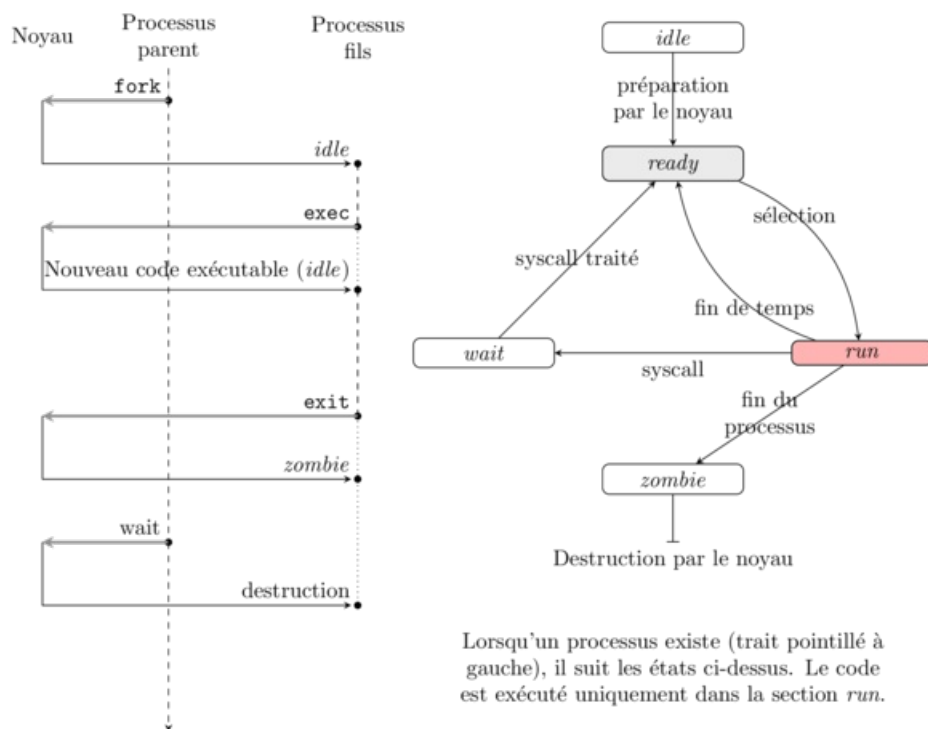 Noyau
Processus
parent
Processus
fils
fork
idle
exec
Nouveau code exécutable (idle)
exit
zombie
wait
destruction
idle
préparation
par le noyau
ready
sélection
syscall traité
fin de temps
wait
run
syscall
fin du
processus
zombie
Destruction par le noyau
Lorsqu'un processus existe (trait pointillé à
gauche), il suit les états ci-dessus. Le code
est exécuté uniquement dans la section run.